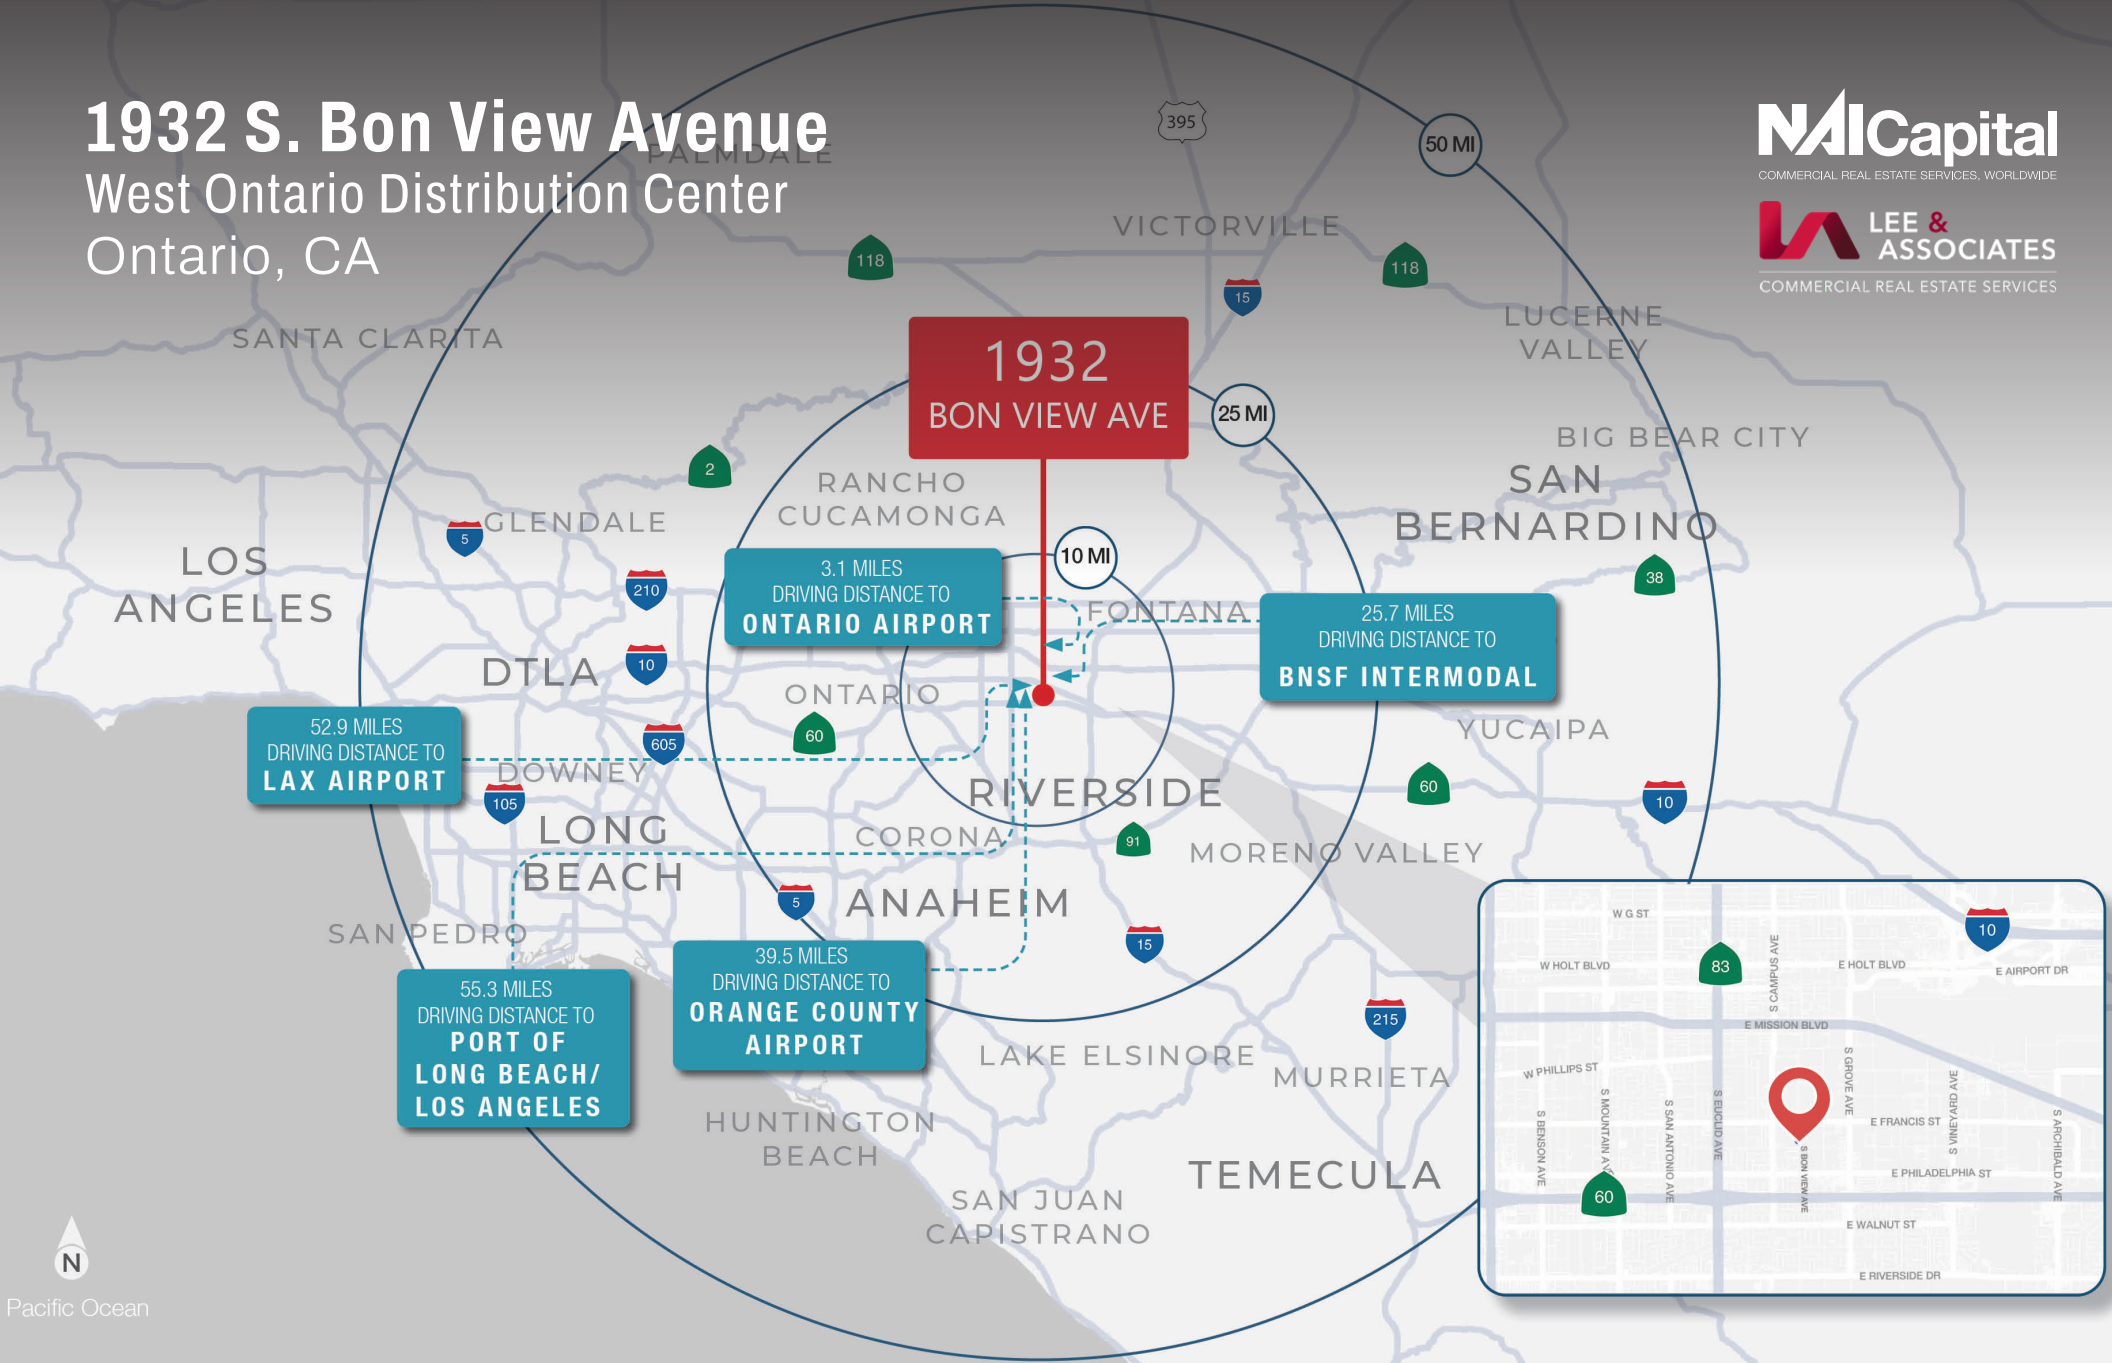 1932 S. Bon View Avenue
West Ontario Distribution Center
Ontario, CA
NAICapital
COMMERCIAL REAL ESTATE SERVICES, WORLDWIDE
LEE &
ASSOCIATES
COMMERCIAL REAL ESTATE SERVICES
395
50 MI
PALMDALE
VICTORVILLE
118
118
15
LUCERNE
VALLEY
SANTA CLARITA
1932
BON VIEW AVE
25 MI
BIG BEAR CITY
2
RANCHO
CUCAMONGA
SAN
BERNARDINO
5
GLENDALE
10 MI
LOS
ANGELES
210
3.1 MILES
DRIVING DISTANCE TO
ONTARIO AIRPORT
FONTANA
38
25.7 MILES
DRIVING DISTANCE TO
BNSF INTERMODAL
DTLA
10
ONTARIO
60
605
YUCAIPA
52.9 MILES
DRIVING DISTANCE TO
LAX AIRPORT
DOWNEY
105
RIVERSIDE
60
10
LONG
BEACH
CORONA
91
MORENO VALLEY
5
ANAHEIM
SAN PEDRO
15
55.3 MILES
DRIVING DISTANCE TO
PORT OF
LONG BEACH/
LOS ANGELES
39.5 MILES
DRIVING DISTANCE TO
ORANGE COUNTY
AIRPORT
215
LAKE ELSINORE
MURRIETA
HUNTINGTON
BEACH
TEMECULA
SAN JUAN
CAPISTRANO
N
Pacific Ocean
W G ST
10
W HOLT BLVD
83
S CAMPUS AVE
E HOLT BLVD
E AIRPORT DR
E MISSION BLVD
W PHILLIPS ST
S BENSON AVE
S MOUNTAIN AVE
S SAN ANTONIO AVE
S EUCLID AVE
S BON VIEW AVE
S GROVE AVE
E FRANCIS ST
S VINEYARD AVE
S ARCHIBALD AVE
E PHILADELPHIA ST
60
E WALNUT ST
E RIVERSIDE DR